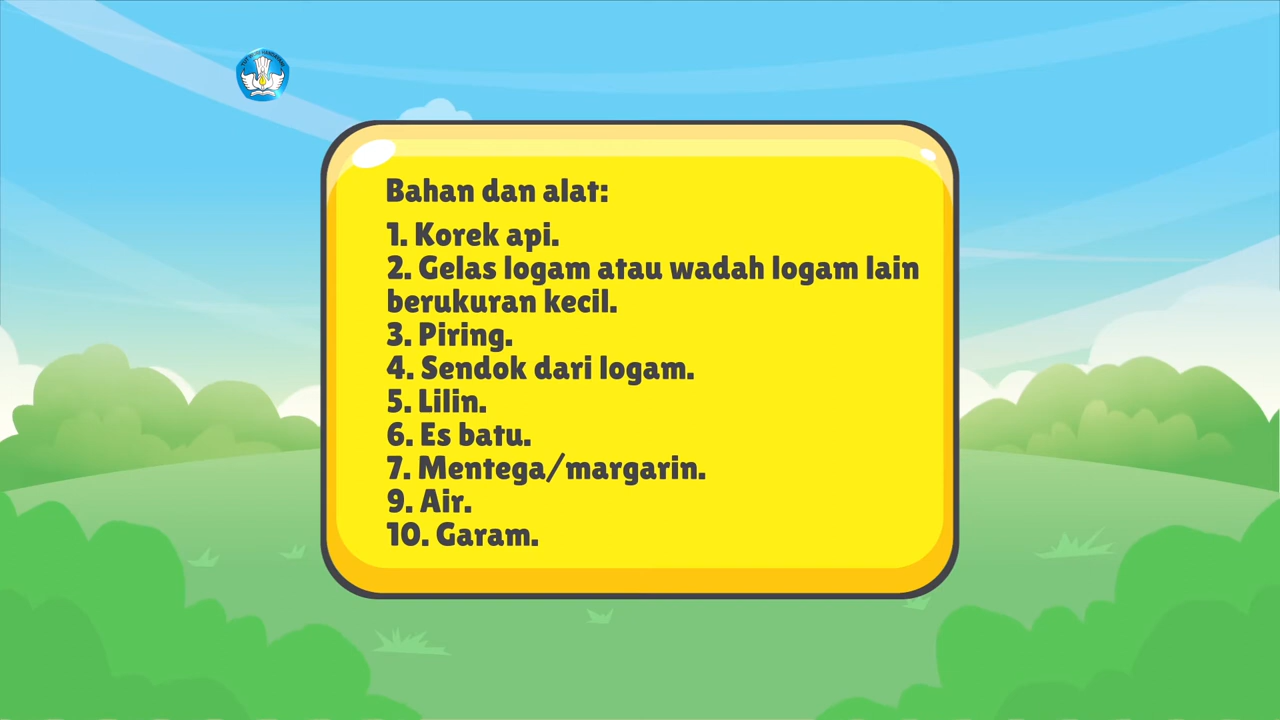 Bahan dan alat:
1. Korek api.
2. Gelas logam atau wadah logam lain
berukuran kecil.
3. Piring.
4. Sendok dari logam.
5. Lilin.
6. Es batu.
7. Mentega/margarin.
9. Air.
10. Garam.